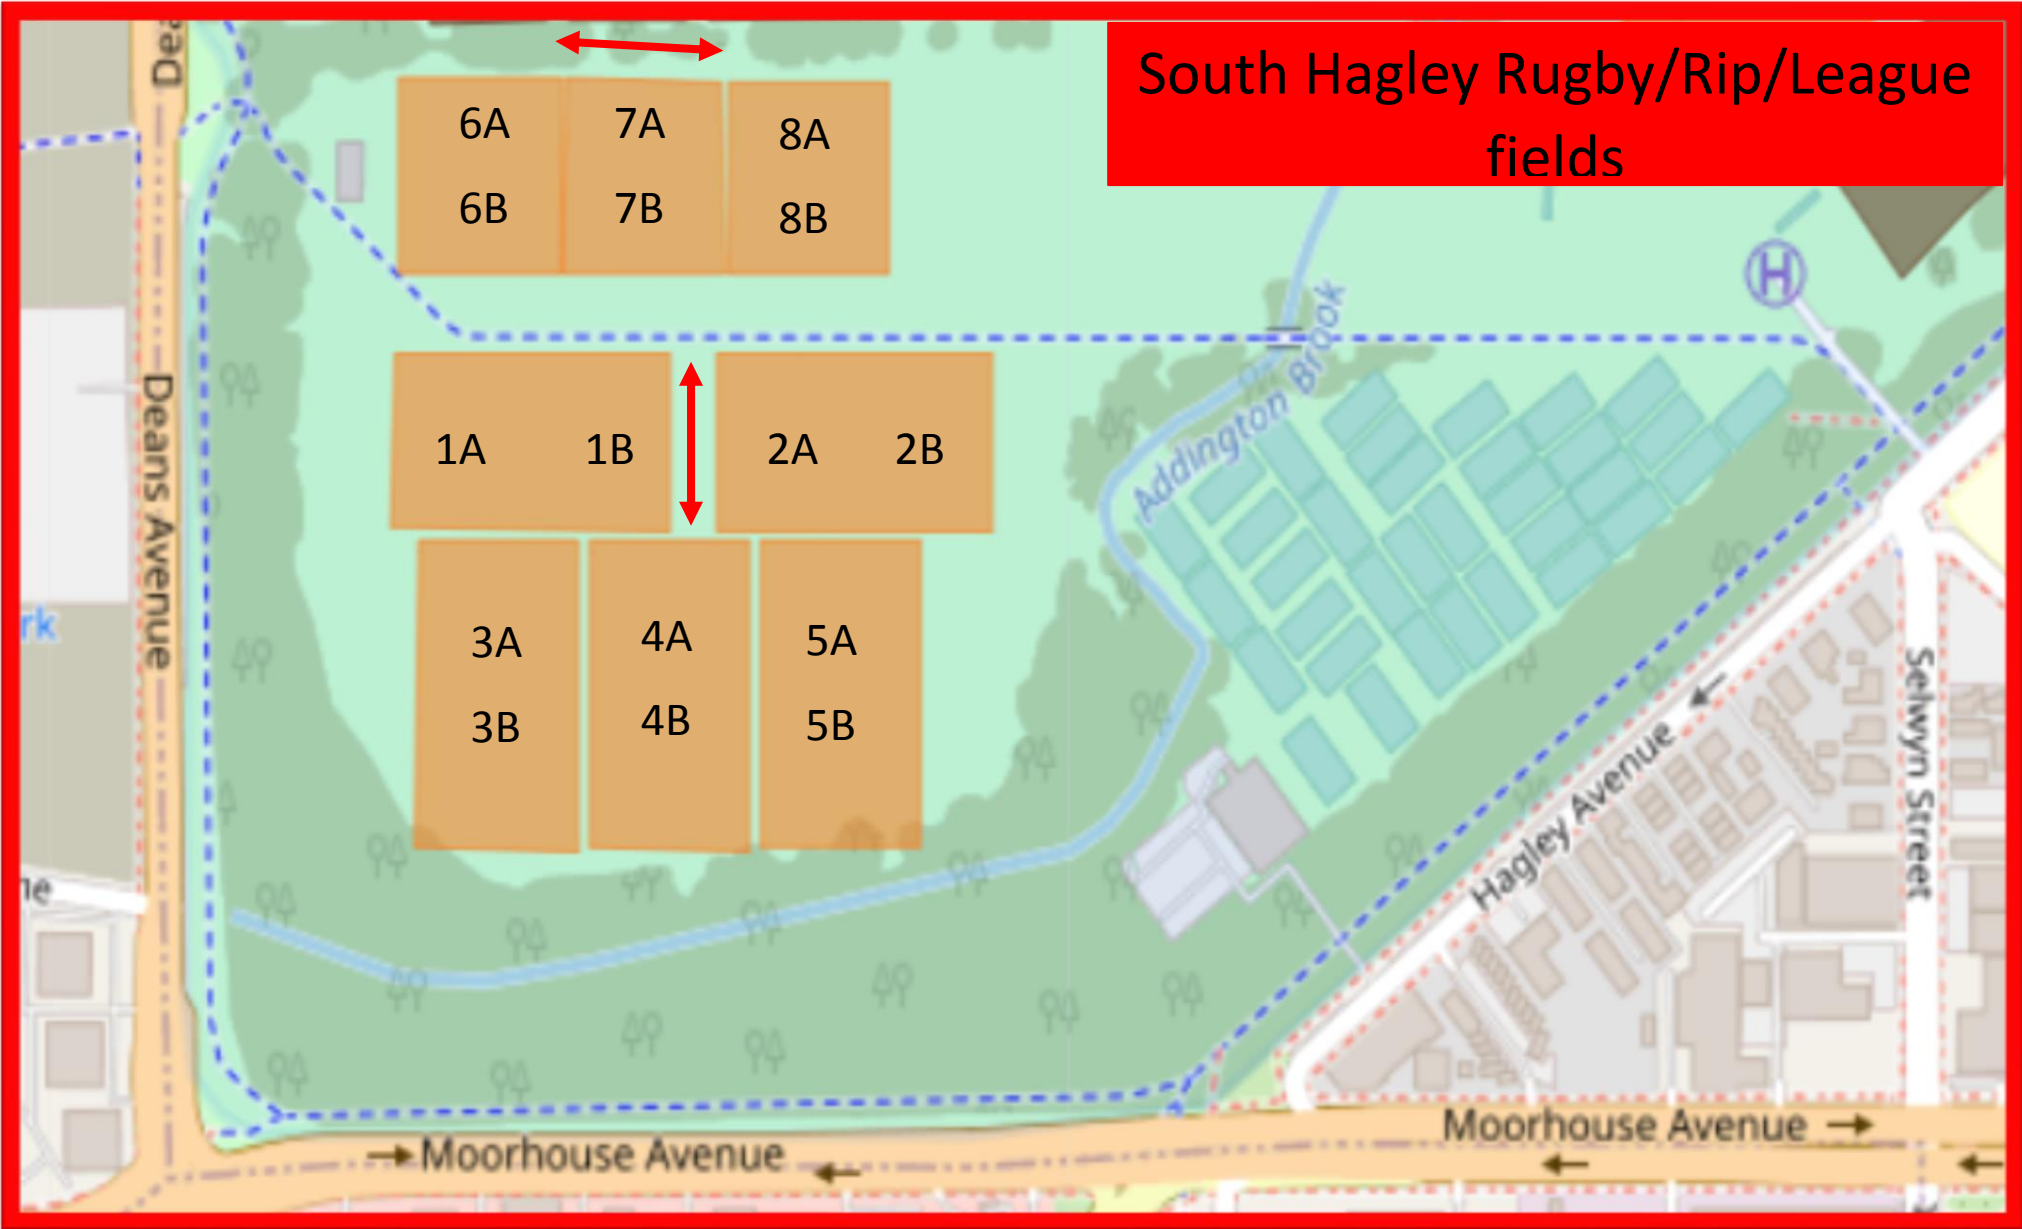 South Hagley Rugby/Rip/League
fields
6A
7A
8A
6B
7B
8B
H
Addington Brook
1A
1B
2A
2B
Deans Avenue
rk
3A
4A
5A
3B
4B
5B
Selwyn Street
Hagley Avenue
Moorhouse Avenue
Moorhouse Avenue